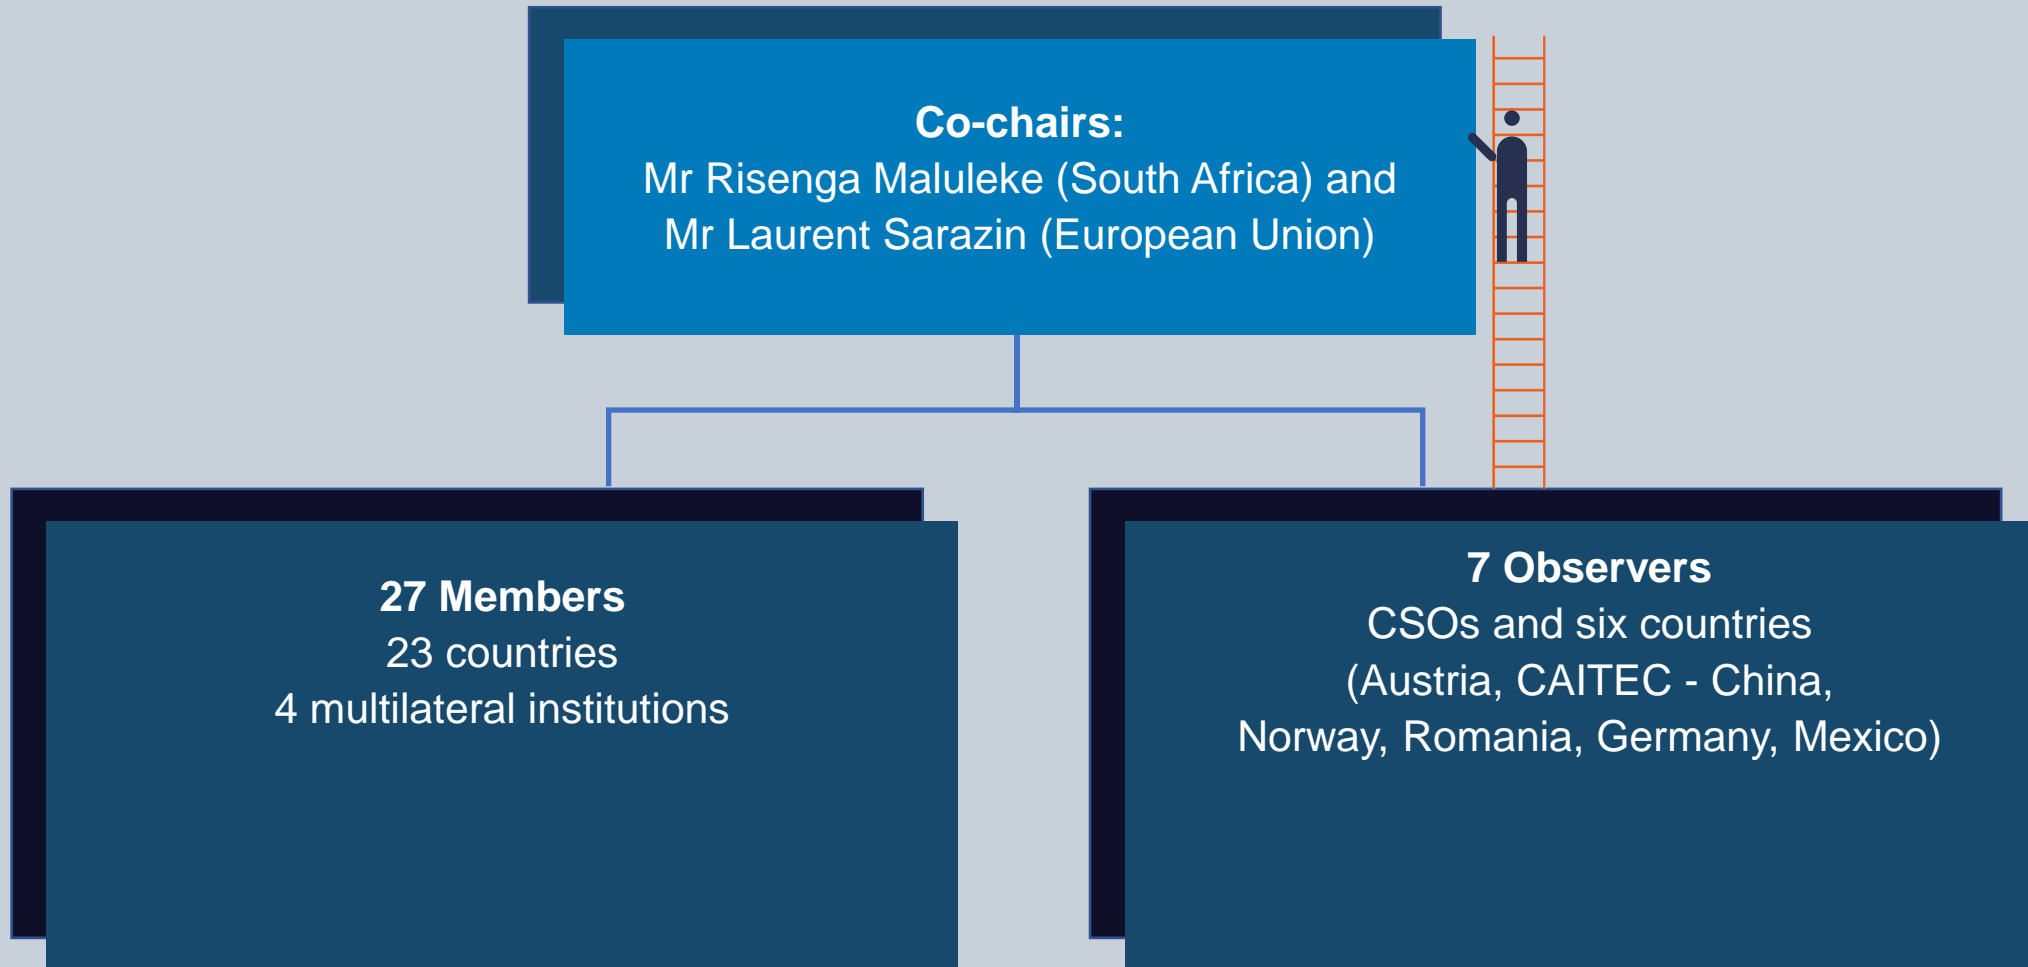 Co-chairs:
Mr Risenga Maluleke (South Africa) and
Mr Laurent Sarazin (European Union)
27 Members
23 countries
4 multilateral institutions
7 Observers
CSOs and six countries
(Austria, CAITEC - China,
Norway, Romania, Germany, Mexico)